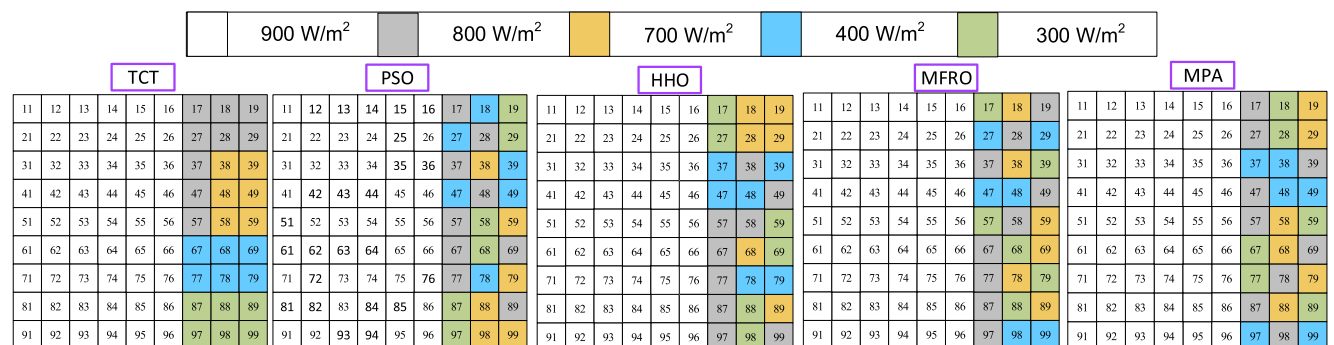 900 W/m² 800 W/m² 700 W/m² 400 W/m² 300 W/m²
TCT PSO HHO MFRO MPA
11 12 13 14 15 16 17 18 19 11 12 13 14 15 16 17 18 19 11 12 13 14 15 16 17 18 19 11 12 13 14 15 16 17 18 19 11 12 13 14 15 16 17 18 19
21 22 23 24 25 26 27 28 29 21 22 23 24 25 26 27 28 29 21 22 23 24 25 26 27 28 29 21 22 23 24 25 26 27 28 29 21 22 23 24 25 26 27 28 29
31 32 33 34 35 36 37 38 39 31 32 33 34 35 36 37 38 39 31 32 33 34 35 36 37 38 39 31 32 33 34 35 36 37 38 39 31 32 33 34 35 36 37 38 39
41 42 43 44 45 46 47 48 49 41 42 43 44 45 46 47 48 49 41 42 43 44 45 46 47 48 49 41 42 43 44 45 46 47 48 49 41 42 43 44 45 46 47 48 49
51 52 53 54 55 56 57 58 59 51 52 53 54 55 56 57 58 59 51 52 53 54 55 56 57 58 59 51 52 53 54 55 56 57 58 59 51 52 53 54 55 56 57 58 59
61 62 63 64 65 66 67 68 69 61 62 63 64 65 66 67 68 69 61 62 63 64 65 66 67 68 69 61 62 63 64 65 66 67 68 69 61 62 63 64 65 66 67 68 69
71 72 73 74 75 76 77 78 79 71 72 73 74 75 76 77 78 79 71 72 73 74 75 76 77 78 79 71 72 73 74 75 76 77 78 79 71 72 73 74 75 76 77 78 79
81 82 83 84 85 86 87 88 89 81 82 83 84 85 86 87 88 89 81 82 83 84 85 86 87 88 89 81 82 83 84 85 86 87 88 89 81 82 83 84 85 86 87 88 89
91 92 93 94 95 96 97 98 99 91 92 93 94 95 96 97 98 99 91 92 93 94 95 96 97 98 99 91 92 93 94 95 96 97 98 99 91 92 93 94 95 96 97 98 99